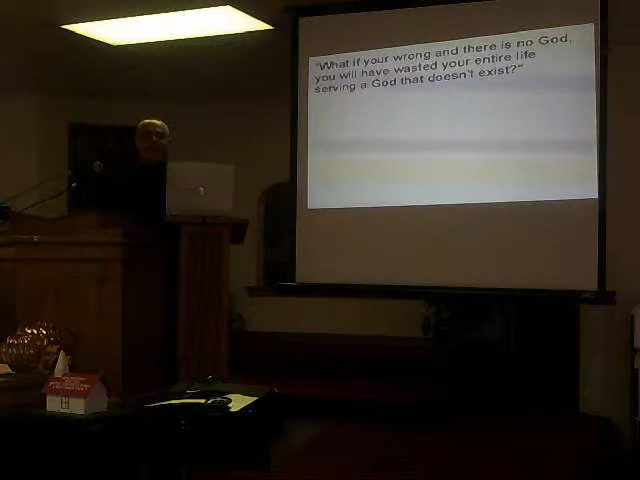 "What if your wrong and there is no God,
you will have wasted your entire life
serving a God that doesn't exist?"